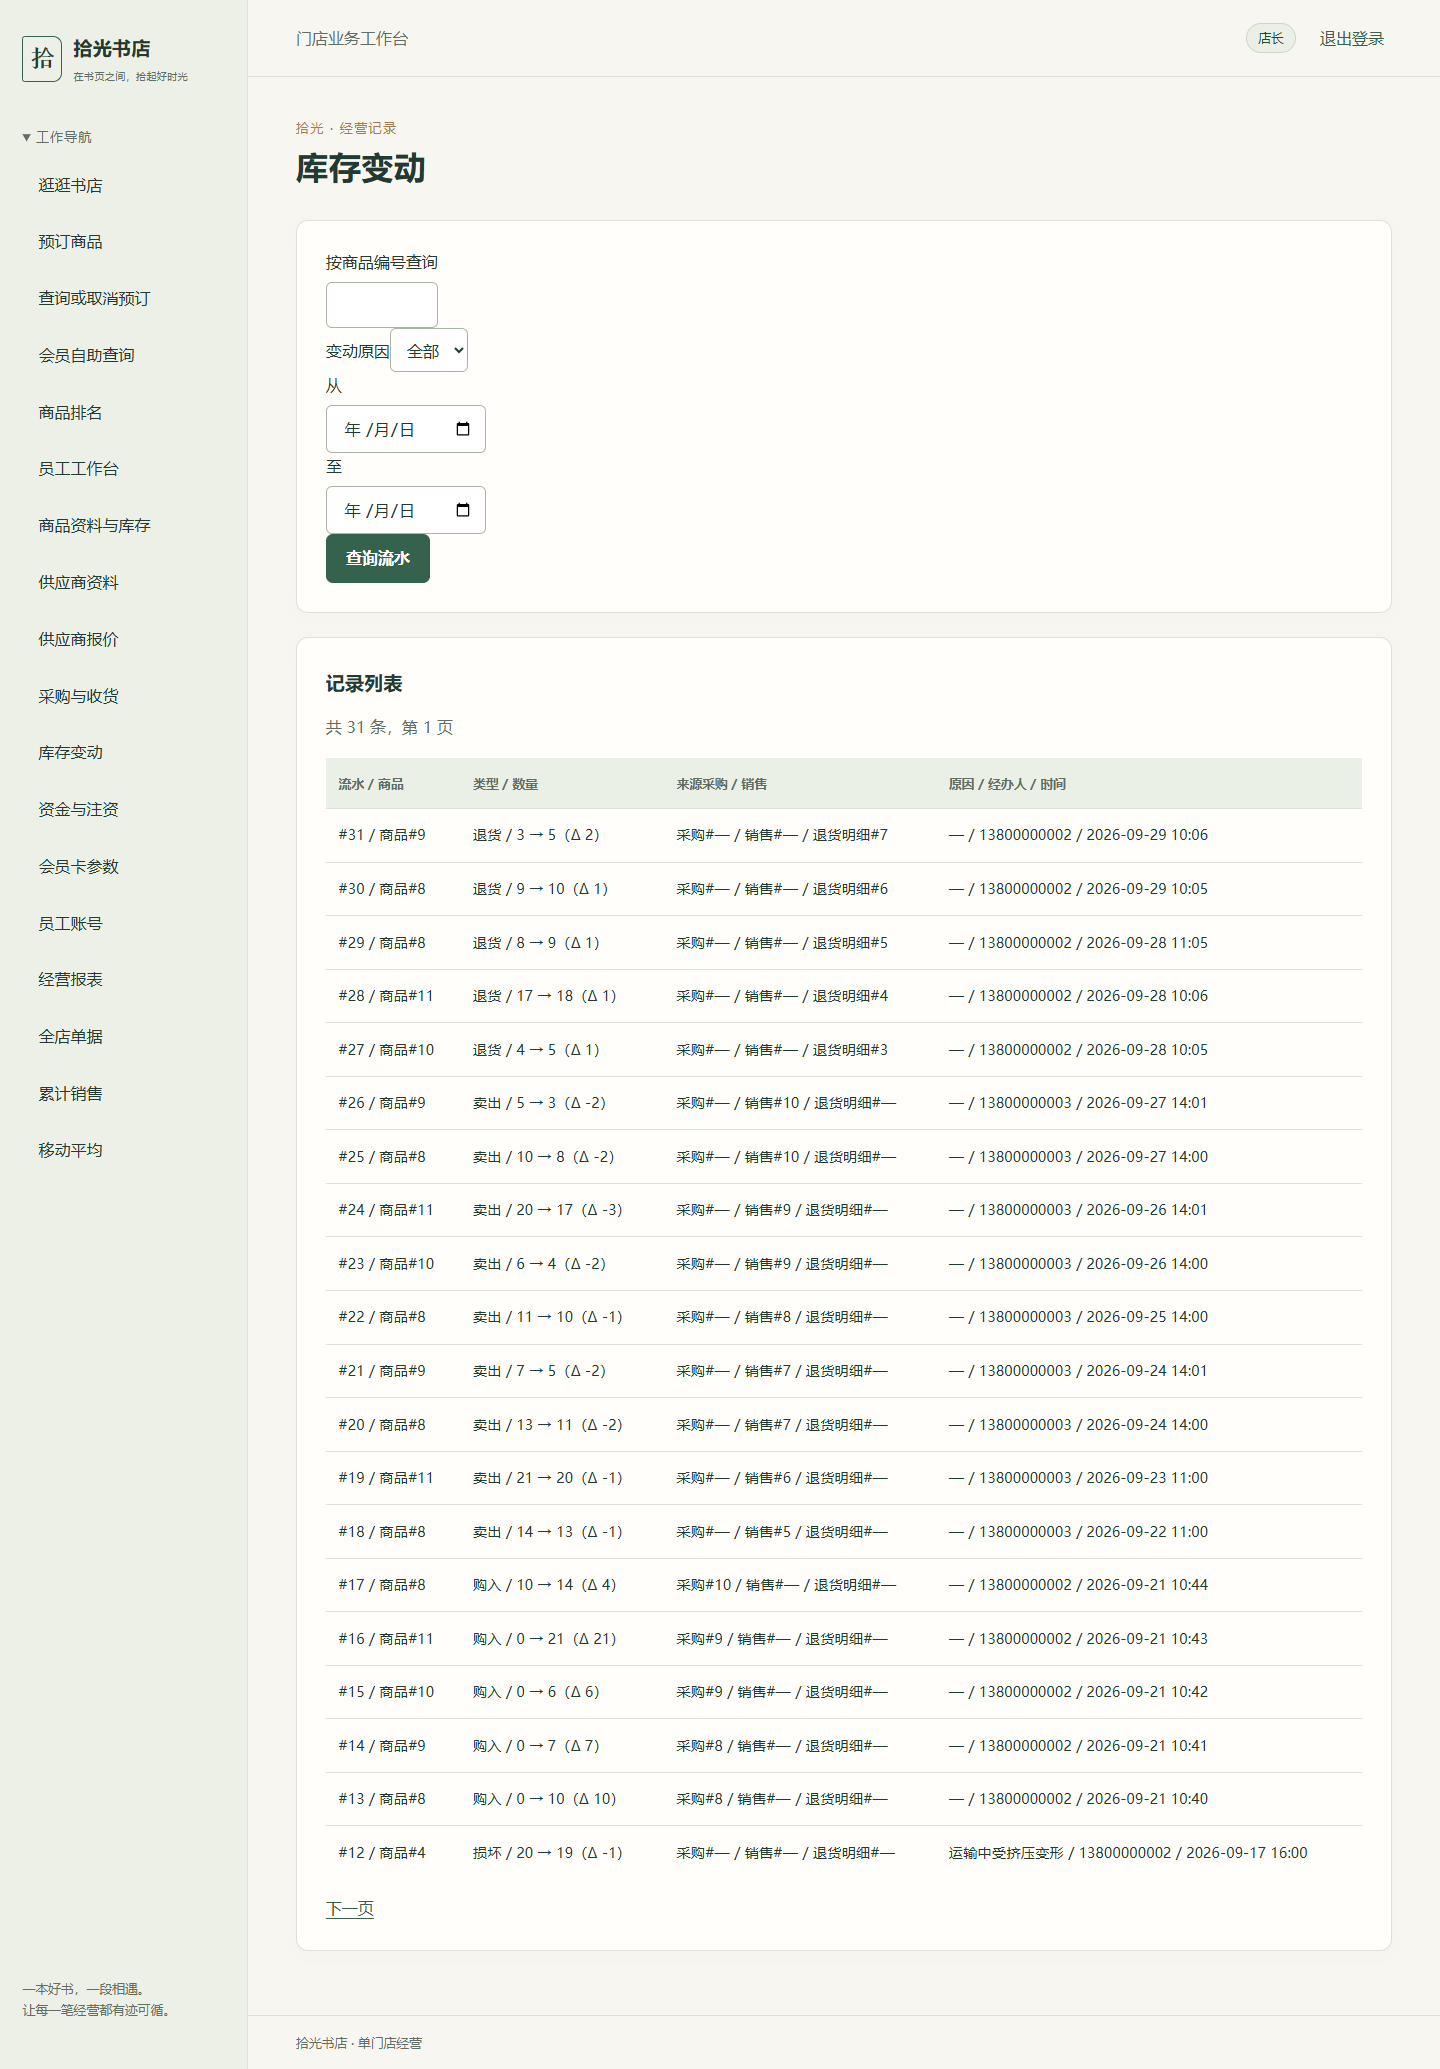 拾
拾光书店
在书页之间，拾起好时光
▼ 工作导航
逛逛书店
预订商品
查询或取消预订
会员自助查询
商品排名
员工工作台
商品资料与库存
供应商资料
供应商报价
采购与收货
库存变动
资金与注资
会员卡参数
员工账号
经营报表
全店单据
累计销售
移动平均
一本好书，一段相遇。
让每一笔经营都有迹可循。
门店业务工作台
店长
退出登录
拾光 · 经营记录
库存变动
按商品编号查询
变动原因 全部
从
年 /月/日
至
年 /月/日
查询流水
记录列表
共 31 条，第 1 页
流水 / 商品 类型 / 数量 来源采购 / 销售 原因 / 经办人 / 时间
#31 / 商品#9 退货 / 3 → 5（Δ 2） 采购#— / 销售#— / 退货明细#7 — / 13800000002 / 2026-09-29 10:06
#30 / 商品#8 退货 / 9 → 10（Δ 1） 采购#— / 销售#— / 退货明细#6 — / 13800000002 / 2026-09-29 10:05
#29 / 商品#8 退货 / 8 → 9（Δ 1） 采购#— / 销售#— / 退货明细#5 — / 13800000002 / 2026-09-28 11:05
#28 / 商品#11 退货 / 17 → 18（Δ 1） 采购#— / 销售#— / 退货明细#4 — / 13800000002 / 2026-09-28 10:06
#27 / 商品#10 退货 / 4 → 5（Δ 1） 采购#— / 销售#— / 退货明细#3 — / 13800000002 / 2026-09-28 10:05
#26 / 商品#9 卖出 / 5 → 3（Δ -2） 采购#— / 销售#10 / 退货明细#— — / 13800000003 / 2026-09-27 14:01
#25 / 商品#8 卖出 / 10 → 8（Δ -2） 采购#— / 销售#10 / 退货明细#— — / 13800000003 / 2026-09-27 14:00
#24 / 商品#11 卖出 / 20 → 17（Δ -3） 采购#— / 销售#9 / 退货明细#— — / 13800000003 / 2026-09-26 14:01
#23 / 商品#10 卖出 / 6 → 4（Δ -2） 采购#— / 销售#9 / 退货明细#— — / 13800000003 / 2026-09-26 14:00
#22 / 商品#8 卖出 / 11 → 10（Δ -1） 采购#— / 销售#8 / 退货明细#— — / 13800000003 / 2026-09-25 14:00
#21 / 商品#9 卖出 / 7 → 5（Δ -2） 采购#— / 销售#7 / 退货明细#— — / 13800000003 / 2026-09-24 14:01
#20 / 商品#8 卖出 / 13 → 11（Δ -2） 采购#— / 销售#7 / 退货明细#— — / 13800000003 / 2026-09-24 14:00
#19 / 商品#11 卖出 / 21 → 20（Δ -1） 采购#— / 销售#6 / 退货明细#— — / 13800000003 / 2026-09-23 11:00
#18 / 商品#8 卖出 / 14 → 13（Δ -1） 采购#— / 销售#5 / 退货明细#— — / 13800000003 / 2026-09-22 11:00
#17 / 商品#8 购入 / 10 → 14（Δ 4） 采购#10 / 销售#— / 退货明细#— — / 13800000002 / 2026-09-21 10:44
#16 / 商品#11 购入 / 0 → 21（Δ 21） 采购#9 / 销售#— / 退货明细#— — / 13800000002 / 2026-09-21 10:43
#15 / 商品#10 购入 / 0 → 6（Δ 6） 采购#9 / 销售#— / 退货明细#— — / 13800000002 / 2026-09-21 10:42
#14 / 商品#9 购入 / 0 → 7（Δ 7） 采购#8 / 销售#— / 退货明细#— — / 13800000002 / 2026-09-21 10:41
#13 / 商品#8 购入 / 0 → 10（Δ 10） 采购#8 / 销售#— / 退货明细#— — / 13800000002 / 2026-09-21 10:40
#12 / 商品#4 损坏 / 20 → 19（Δ -1） 采购#— / 销售#— / 退货明细#— 运输中受挤压变形 / 13800000002 / 2026-09-17 16:00
下一页
拾光书店 · 单门店经营